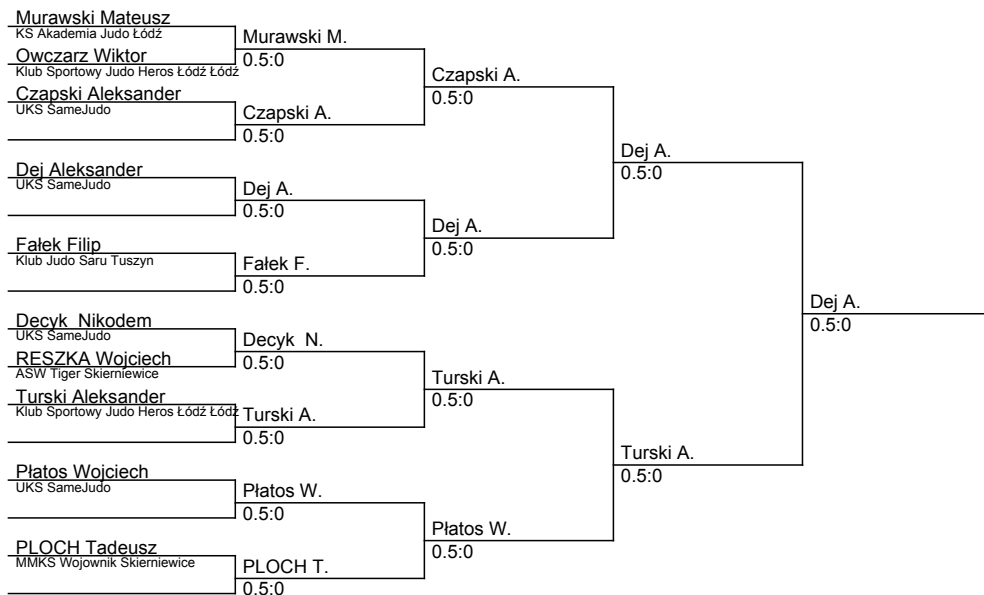 Murawski Mateusz
KS Akademia Judo Łódź
Owczarz Wiktor
Klub Sportowy Judo Heros Łódź Łódź
Czapski Aleksander
UKS SameJudo
Dej Aleksander
UKS SameJudo
Fałek Filip
Klub Judo Saru Tuszyn
Decyk  Nikodem
UKS SameJudo
RESZKA Wojciech
ASW Tiger Skierniewice
Turski Aleksander
Klub Sportowy Judo Heros Łódź Łódź
Płatos Wojciech
UKS SameJudo
PLOCH Tadeusz
MMKS Wojownik Skierniewice
Murawski M.
0.5:0
Czapski A.
0.5:0
Dej A.
0.5:0
Fałek F.
0.5:0
Decyk  N.
0.5:0
Turski A.
0.5:0
Płatos W.
0.5:0
PLOCH T.
0.5:0
Czapski A.
0.5:0
Dej A.
0.5:0
Turski A.
0.5:0
Płatos W.
0.5:0
Dej A.
0.5:0
Turski A.
0.5:0
Dej A.
0.5:0